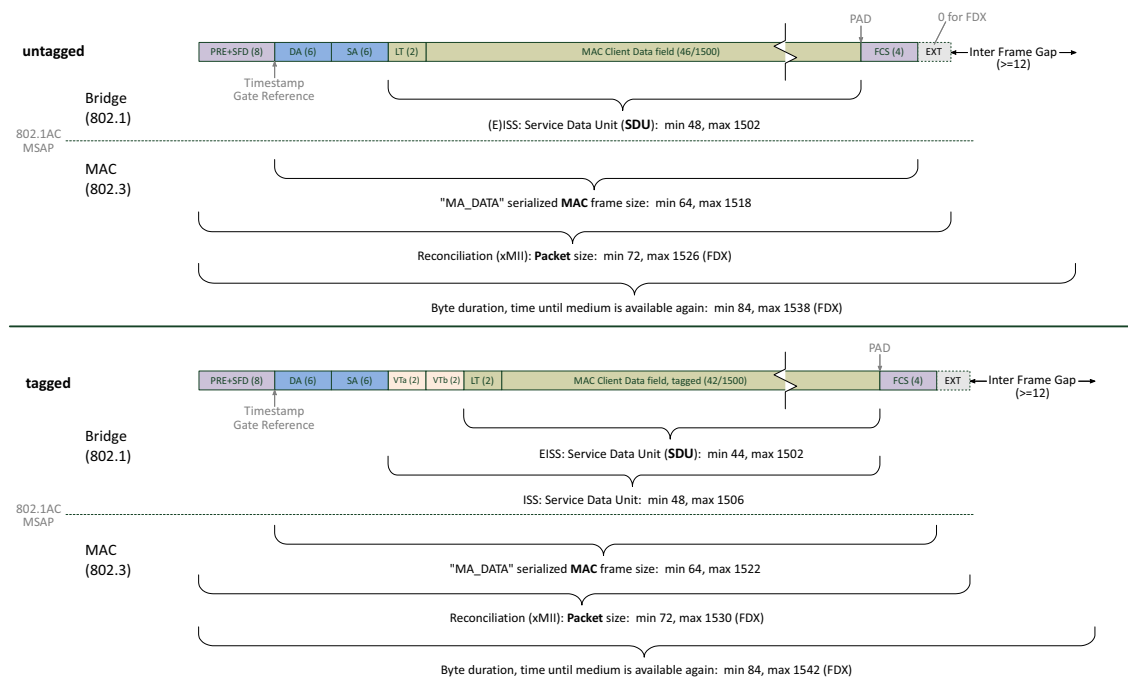 PAD
0 for FDX
untagged
PRE+SFD (8) DA (6) SA (6) LT (2) MAC Client Data field (46/1500) FCS (4) EXT
Inter Frame Gap
(>=12)
Timestamp
Gate Reference
Bridge
(802.1)
(E)ISS: Service Data Unit (SDU): min 48, max 1502
802.1AC
MSAP
MAC
(802.3)
"MA_DATA" serialized MAC frame size: min 64, max 1518
Reconciliation (xMII): Packet size: min 72, max 1526 (FDX)
Byte duration, time until medium is available again: min 84, max 1538 (FDX)
PAD
tagged
PRE+SFD (8) DA (6) SA (6) VTa (2) VTb (2) LT (2) MAC Client Data field, tagged (42/1500) FCS (4) EXT
Inter Frame Gap
(>=12)
Timestamp
Gate Reference
Bridge
(802.1)
EISS: Service Data Unit (SDU): min 44, max 1502
ISS: Service Data Unit: min 48, max 1506
802.1AC
MSAP
MAC
(802.3)
"MA_DATA" serialized MAC frame size: min 64, max 1522
Reconciliation (xMII): Packet size: min 72, max 1530 (FDX)
Byte duration, time until medium is available again: min 84, max 1542 (FDX)